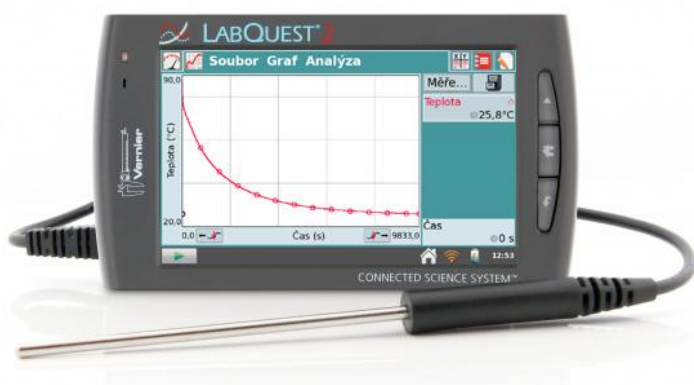 LABQUEST® 2
Soubor Graf Analýza
90,0
Měře...
Teplota
25,8°C
Teplota (°C)
20,0
0,0
Čas (s)
9833,0
Čas
0 s
12:53
Vernier
CONNECTED SCIENCE SYSTEM™